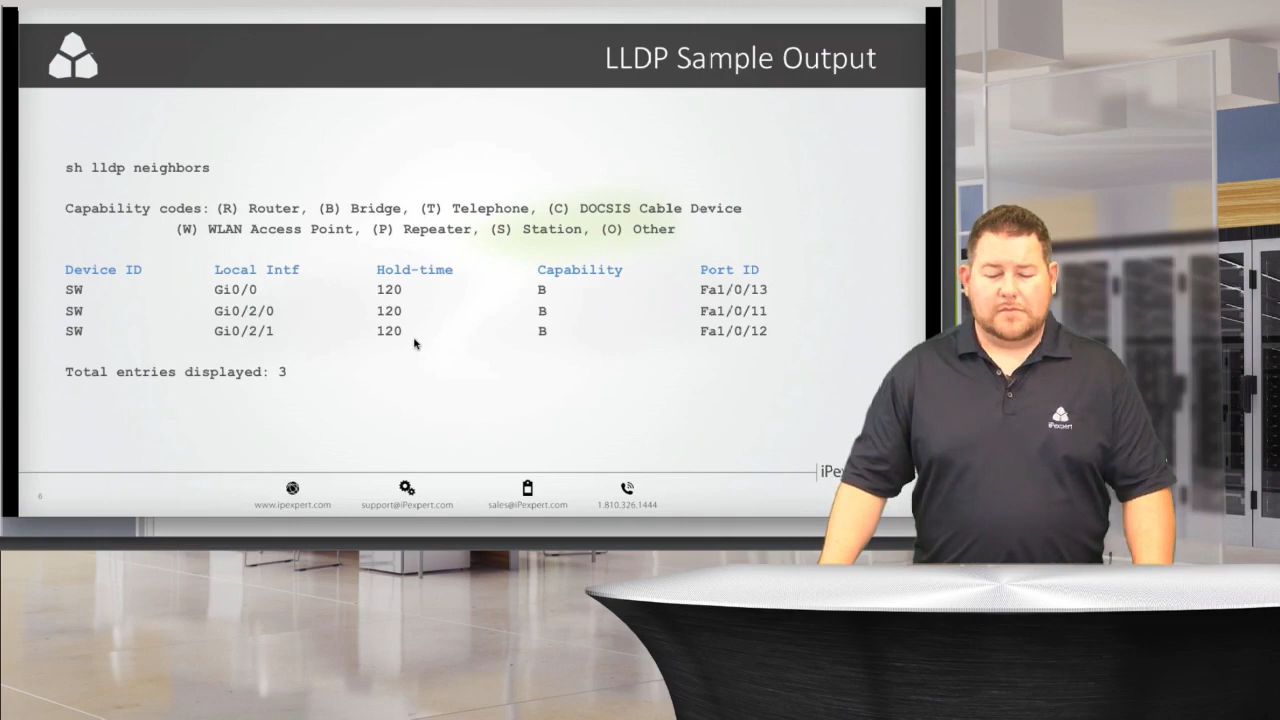 LLDP Sample Output
sh lldp neighbors
Capability codes: (R) Router, (B) Bridge, (T) Telephone, (C) DOCSIS Cable Device
(W) WLAN Access Point, (P) Repeater, (S) Station, (O) Other
Device ID Local Intf Hold-time Capability Port ID
SW Gi0/0 120 B Fa1/0/13
SW Gi0/2/0 120 B Fa1/0/11
SW Gi0/2/1 120 B Fa1/0/12
Total entries displayed: 3
6
www.ipexpert.com support@iPexpert.com sales@iPexpert.com 1.810.326.1444
iPex
iPexpert